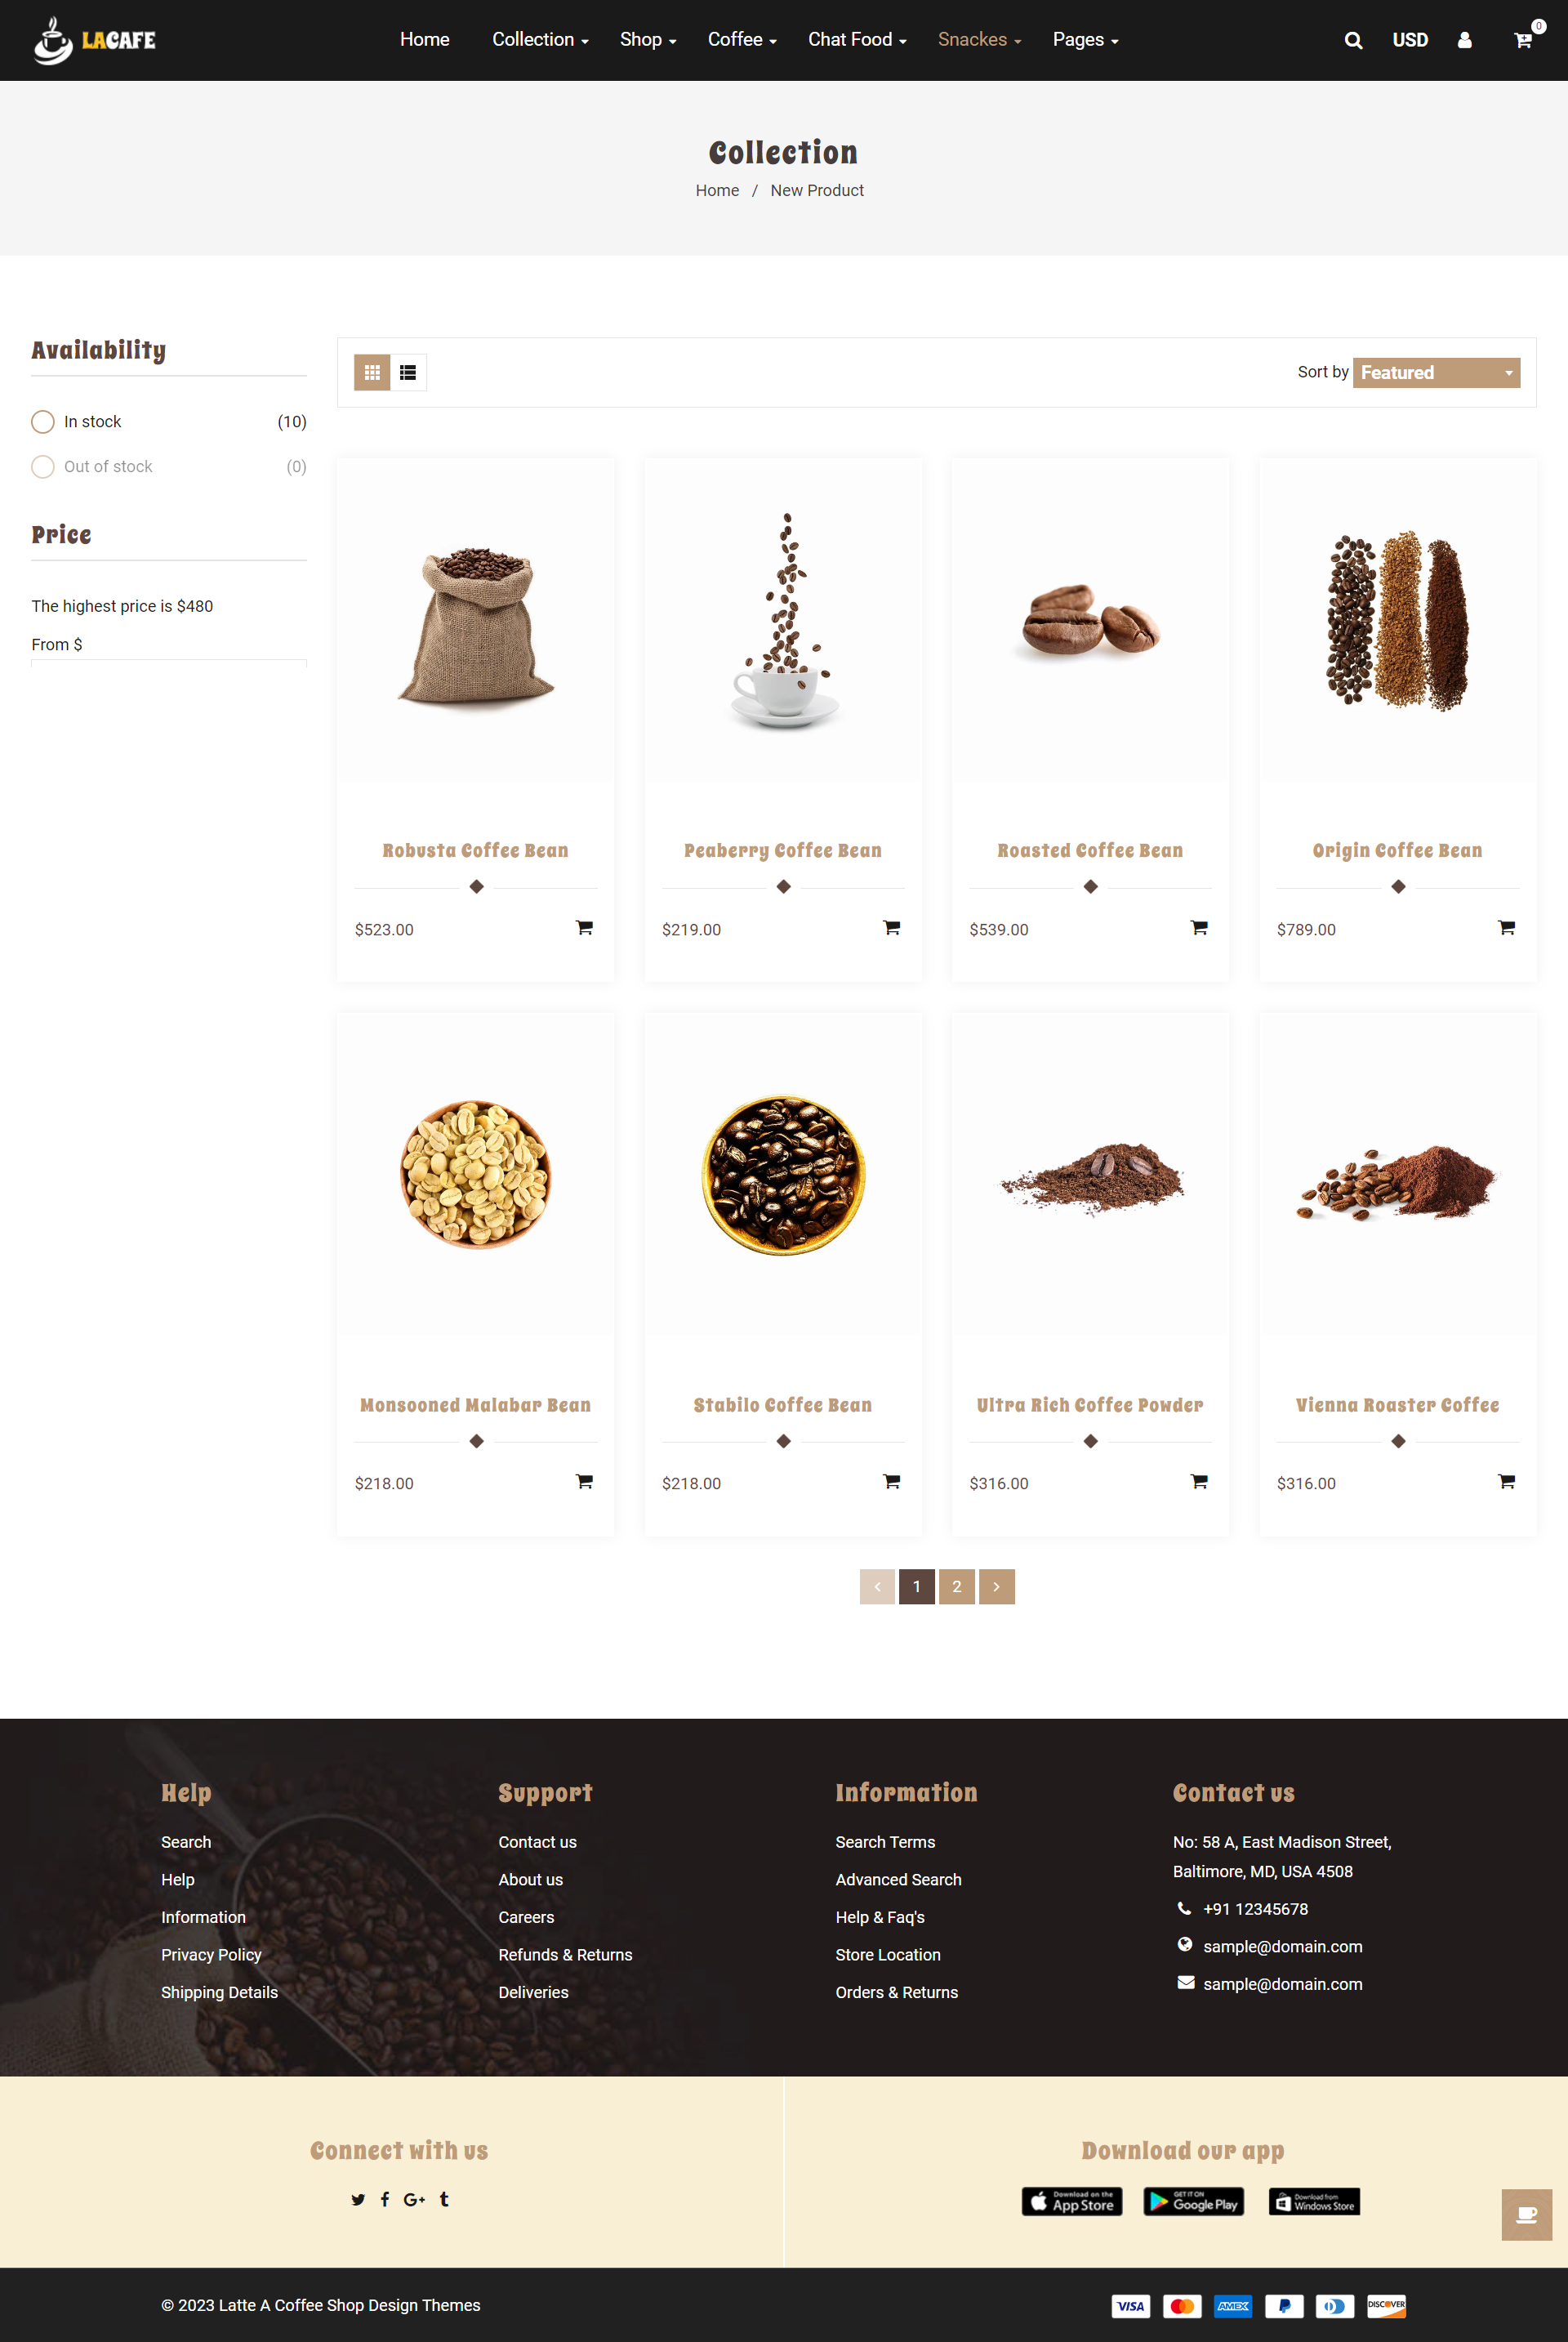 LACAFE
Home Collection Shop Coffee Chat Food Snackes Pages
USD
0
Collection
Home / New Product
Availability
In stock (10)
Out of stock (0)
Price
The highest price is $480
From $
Sort by Featured
Robusta Coffee Bean
$523.00
Peaberry Coffee Bean
$219.00
Roasted Coffee Bean
$539.00
Origin Coffee Bean
$789.00
Monsooned Malabar Bean
$218.00
Stabilo Coffee Bean
$218.00
Ultra Rich Coffee Powder
$316.00
Vienna Roaster Coffee
$316.00
1 2
Help
Search
Help
Information
Privacy Policy
Shipping Details
Support
Contact us
About us
Careers
Refunds & Returns
Deliveries
Information
Search Terms
Advanced Search
Help & Faq's
Store Location
Orders & Returns
Contact us
No: 58 A, East Madison Street,
Baltimore, MD, USA 4508
+91 12345678
sample@domain.com
sample@domain.com
Connect with us
Download our app
Download on the
App Store
GET IT ON
Google Play
Download from
Windows Store
© 2023 Latte A Coffee Shop Design Themes
VISA
AMEX
DISCOVER